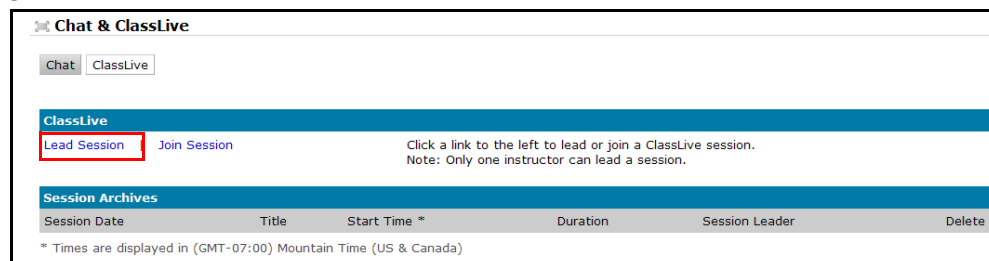 Chat & ClassLive
Chat ClassLive
ClassLive
Lead Session | Join Session Click a link to the left to lead or join a ClassLive session.
Note: Only one instructor can lead a session.
Session Archives
Session Date Title Start Time * Duration Session Leader Delete
* Times are displayed in (GMT-07:00) Mountain Time (US & Canada)